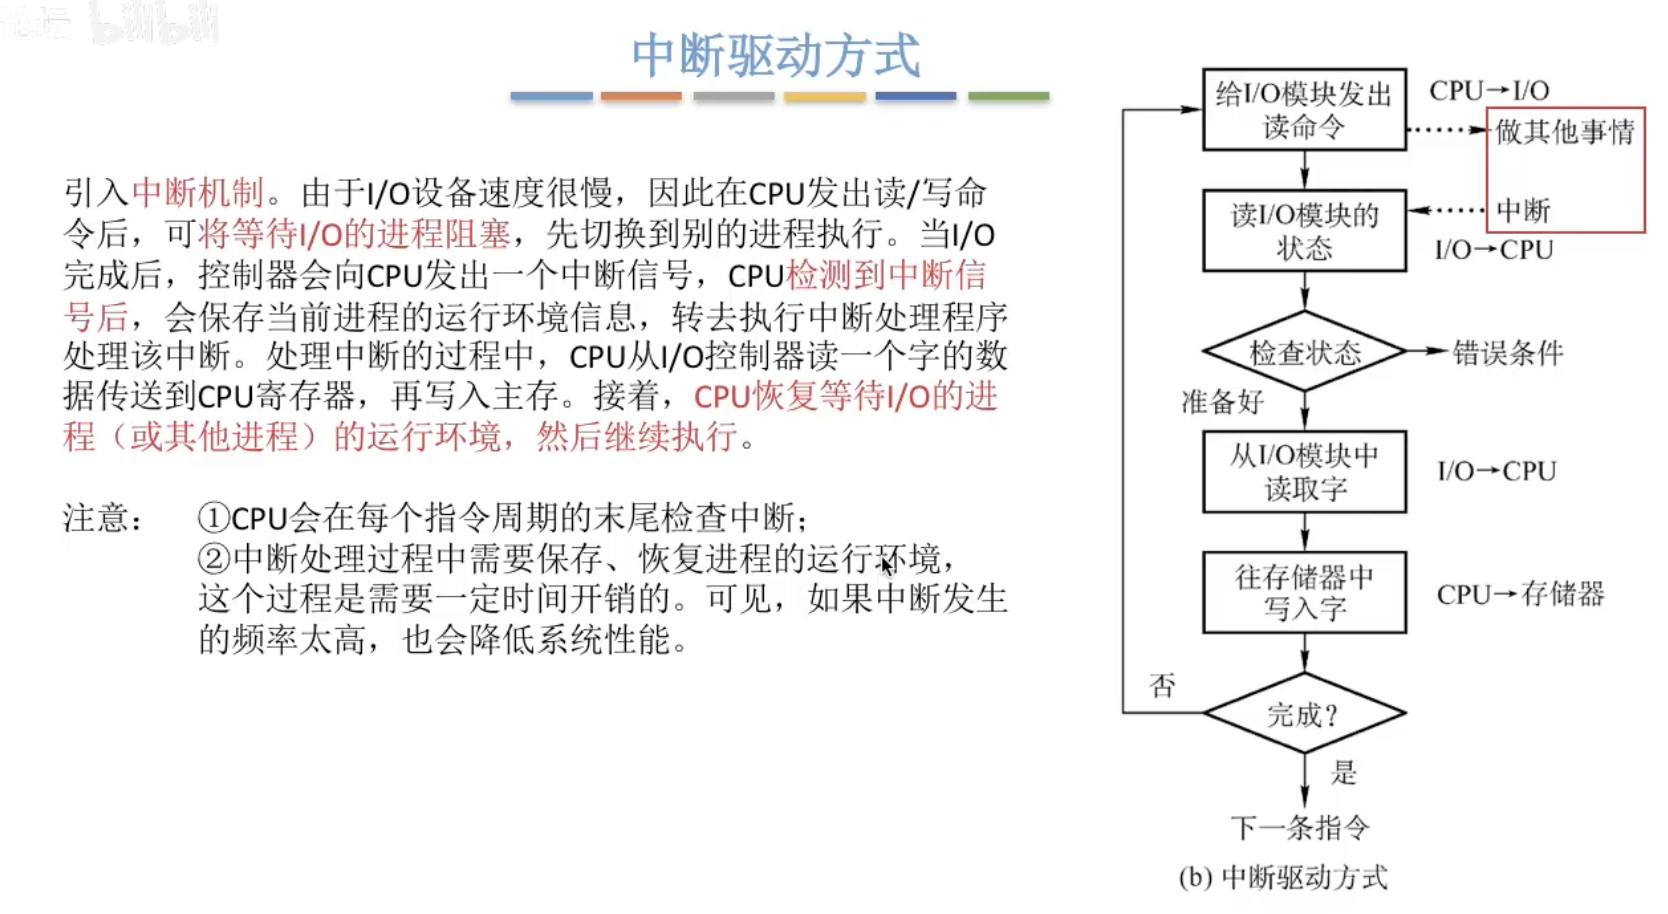 论坛 bilibili
中断驱动方式
引入中断机制。由于I/O设备速度很慢，因此在CPU发出读/写命
令后，可将等待I/O的进程阻塞，先切换到别的进程执行。当I/O
完成后，控制器会向CPU发出一个中断信号，CPU检测到中断信
号后，会保存当前进程的运行环境信息，转去执行中断处理程序
处理该中断。处理中断的过程中，CPU从I/O控制器读一个字的数
据传送到CPU寄存器，再写入主存。接着，CPU恢复等待I/O的进
程（或其他进程）的运行环境，然后继续执行。
注意： ①CPU会在每个指令周期的末尾检查中断；
②中断处理过程中需要保存、恢复进程的运行环境，
这个过程是需要一定时间开销的。可见，如果中断发生
的频率太高，也会降低系统性能。
给I/O模块发出
读命令
CPU→I/O
做其他事情
读I/O模块的
状态
中断
I/O→CPU
检查状态
错误条件
准备好
从I/O模块中
读取字
I/O→CPU
往存储器中
写入字
CPU→存储器
否
完成?
是
下一条指令
(b) 中断驱动方式